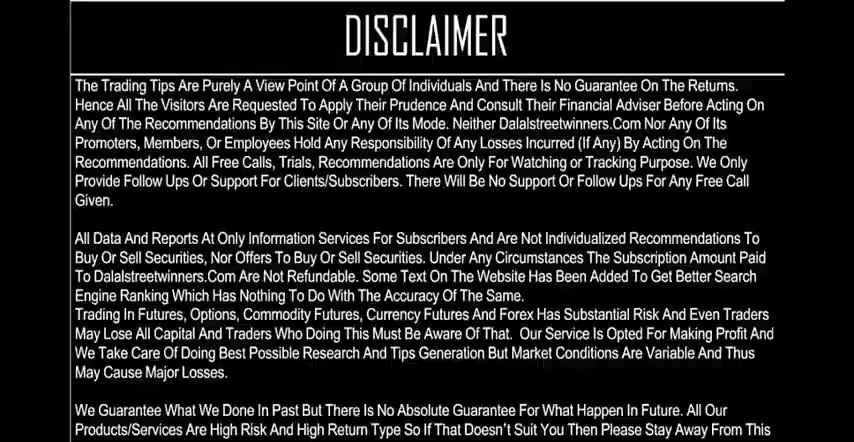 DISCLAIMER
The Trading Tips Are Purely A View Point Of A Group Of Individuals And There Is No Guarantee On The Returns.
Hence All The Visitors Are Requested To Apply Their Prudence And Consult Their Financial Adviser Before Acting On
Any Of The Recommendations By This Site Or Any Of Its Mode. Neither Dalalstreetwinners.Com Nor Any Of Its
Promoters, Members, Or Employees Hold Any Responsibility Of Any Losses Incurred (If Any) By Acting On The
Recommendations. All Free Calls, Trials, Recommendations Are Only For Watching or Tracking Purpose. We Only
Provide Follow Ups Or Support For Clients/Subscribers. There Will Be No Support Or Follow Ups For Any Free Call
Given.
All Data And Reports At Only Information Services For Subscribers And Are Not Individualized Recommendations To
Buy Or Sell Securities, Nor Offers To Buy Or Sell Securities. Under Any Circumstances The Subscription Amount Paid
To Dalalstreetwinners.Com Are Not Refundable. Some Text On The Website Has Been Added To Get Better Search
Engine Ranking Which Has Nothing To Do With The Accuracy Of The Same.
Trading In Futures, Options, Commodity Futures, Currency Futures And Forex Has Substantial Risk And Even Traders
May Lose All Capital And Traders Who Doing This Must Be Aware Of That. Our Service Is Opted For Making Profit And
We Take Care Of Doing Best Possible Research And Tips Generation But Market Conditions Are Variable And Thus
May Cause Major Losses.
We Guarantee What We Done In Past But There Is No Absolute Guarantee For What Happen In Future. All Our
Products/Services Are High Risk And High Return Type So If That Doesn't Suit You Then Please Stay Away From This